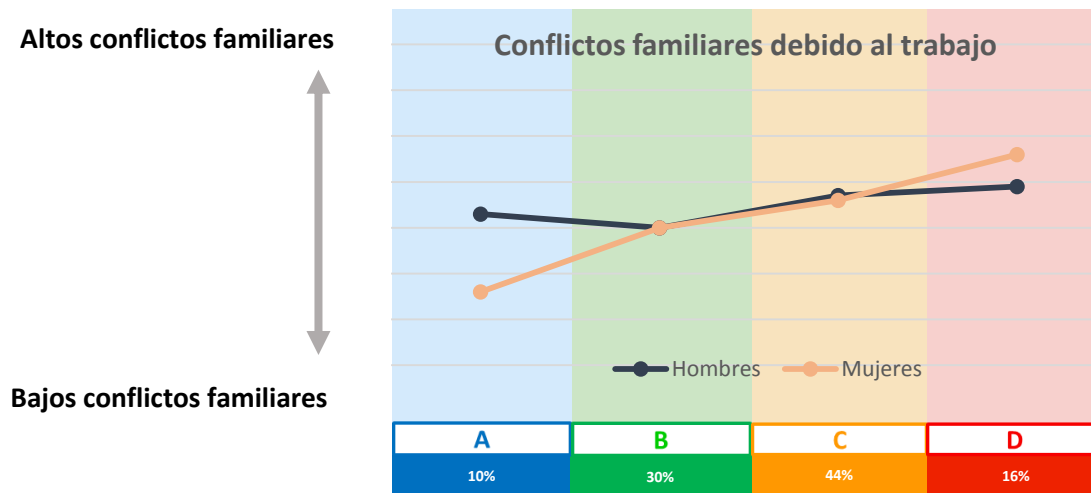 Altos conflictos familiares
Conflictos familiares debido al trabajo
Hombres
Mujeres
Bajos conflictos familiares
A
B
C
D
10%
30%
44%
16%